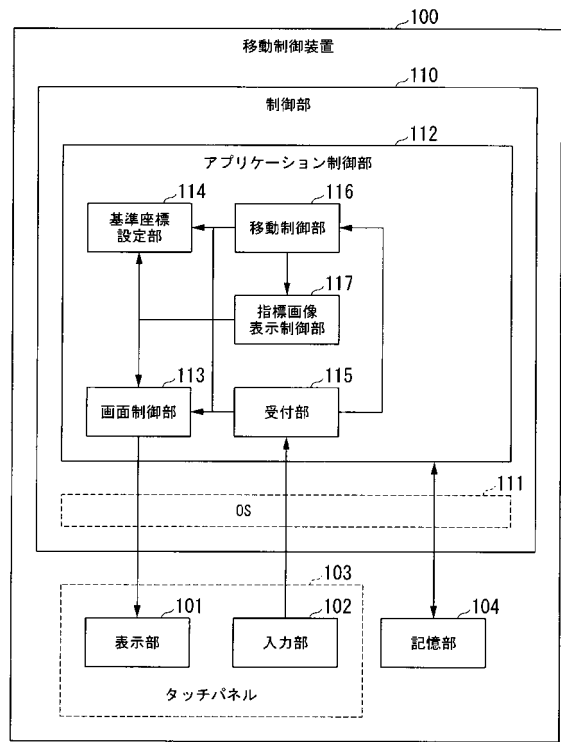 100
移動制御装置
110
制御部
112
アプリケーション制御部
114
基準座標
設定部
116
移動制御部
117
指標画像
表示制御部
113
画面制御部
115
受付部
111
OS
103
101
表示部
102
入力部
104
記憶部
タッチパネル